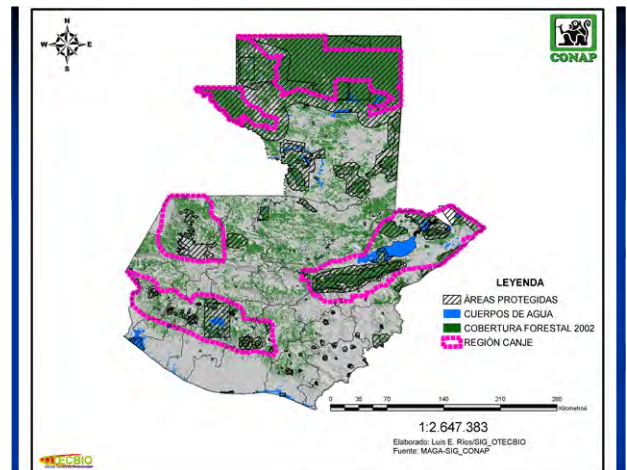 N
W E
S
CONAP
LEYENDA
ÁREAS PROTEGIDAS
CUERPOS DE AGUA
COBERTURA FORESTAL 2002
REGIÓN CANJE
0 35 70 140 210 280
Kilometros
1:2.647.383
Elaborado: Luis E. Ríos/SIG_OTECBIO
Fuente: MAGA-SIG_CONAP
OTECBIO